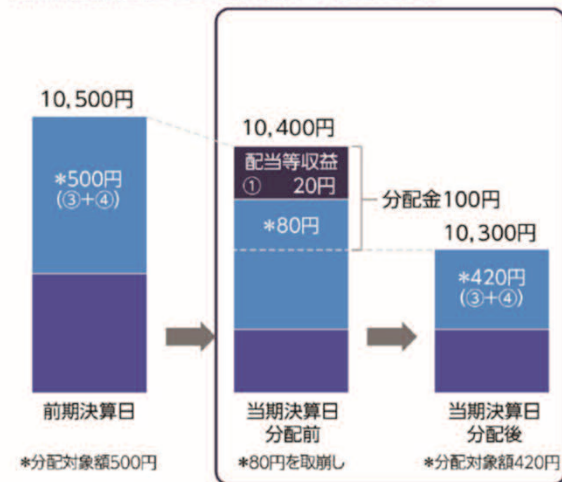 10,500円
*500円
(③+④)
前期決算日
*分配対象額500円
10,400円
配当等収益
① 20円
*80円
分配金100円
当期決算日
分配前
*80円を取崩し
10,300円
*420円
(③+④)
当期決算日
分配後
*分配対象額420円